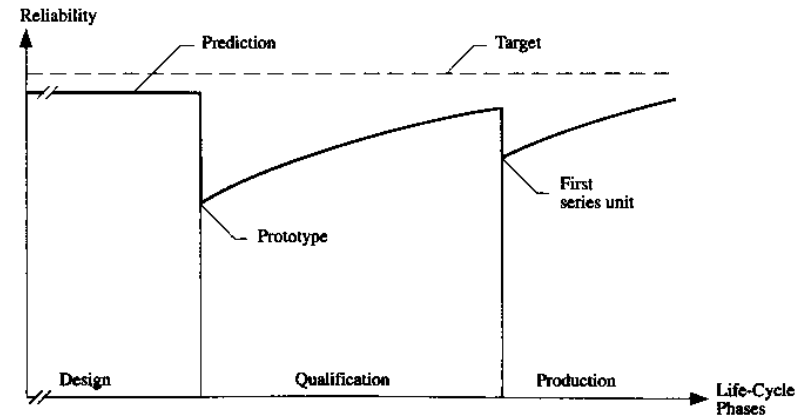 Reliability
Prediction
Target
First
series unit
Prototype
Design
Qualification
Production
Life-Cycle
Phases